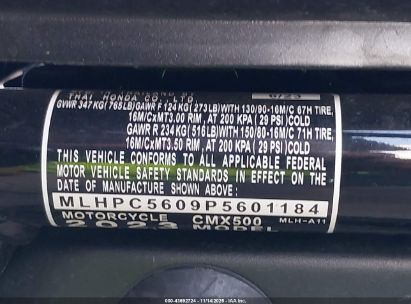 THAI HONDA CO., LTD 8/23
GVWR 347 KG( 765LB)GAWR F 124 KG( 273LB)WITH 130/90-16M/C 67H TIRE,
16M/CxMT3.00 RIM, AT 200 KPA ( 29 PSI)COLD
GAWR R 234 KG( 516LB)WITH 150/80-16M/C 71H TIRE,
16M/CxMT3.50 RIM, AT 200 KPA ( 29 PSI)COLD
THIS VEHICLE CONFORMS TO ALL APPLICABLE FEDERAL
MOTOR VEHICLE SAFETY STANDARDS IN EFFECT ON THE
DATE OF MANUFACTURE SHOWN ABOVE.
MLHPC5609P5601184
MOTORCYCLE CMX500 MLH-A11
2023 MODEL